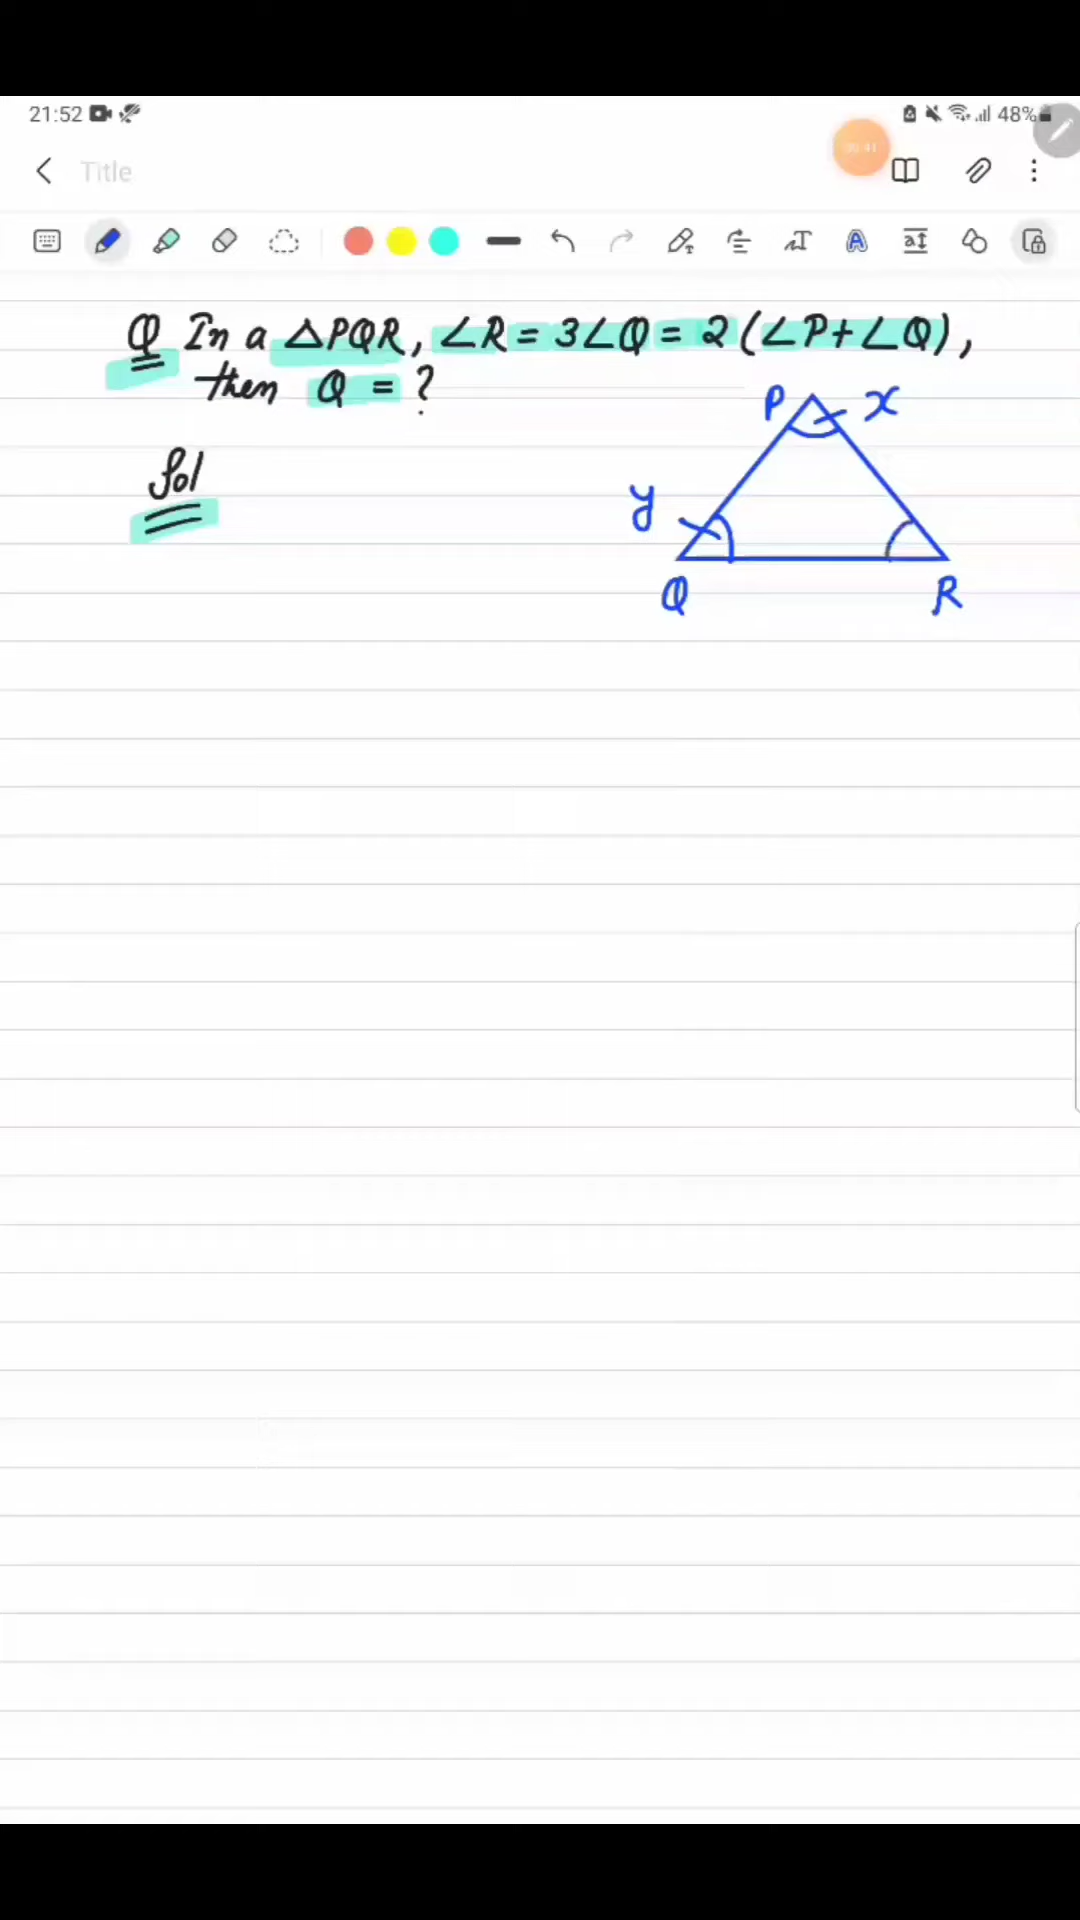 21:52 48%
Title
Q In a △PQR, ∠R = 3∠Q = 2(∠P+∠Q),
then Q = ?
P x
Sol
y
Q R